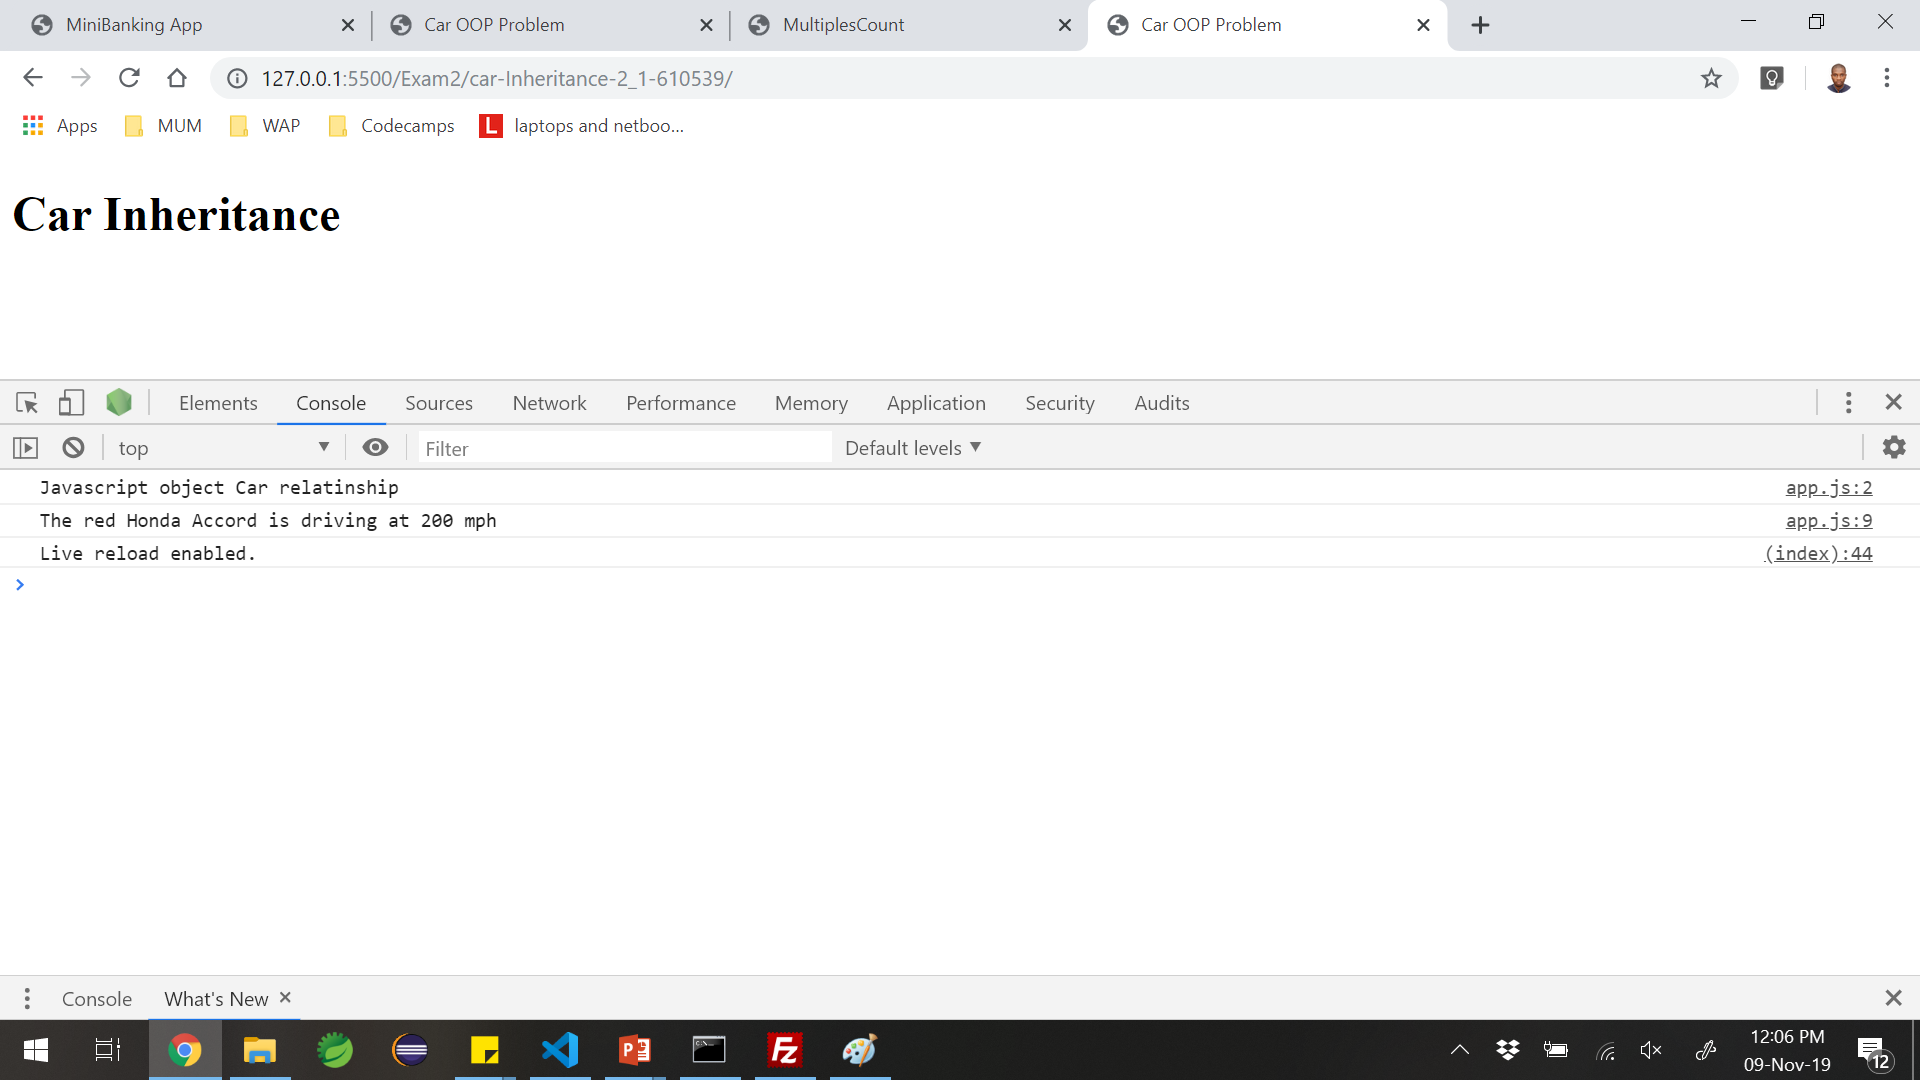 MiniBanking App
Car OOP Problem
MultiplesCount
Car OOP Problem
127.0.0.1:5500/Exam2/car-Inheritance-2_1-610539/
Apps
MUM
WAP
Codecamps
L
laptops and netboo...
Car Inheritance
Elements
Console
Sources
Network
Performance
Memory
Application
Security
Audits
top
Filter
Default levels
Javascript object Car relatinship
app.js:2
The red Honda Accord is driving at 200 mph
app.js:9
Live reload enabled.
(index):44
Console
What's New
12:06 PM
09-Nov-19
12